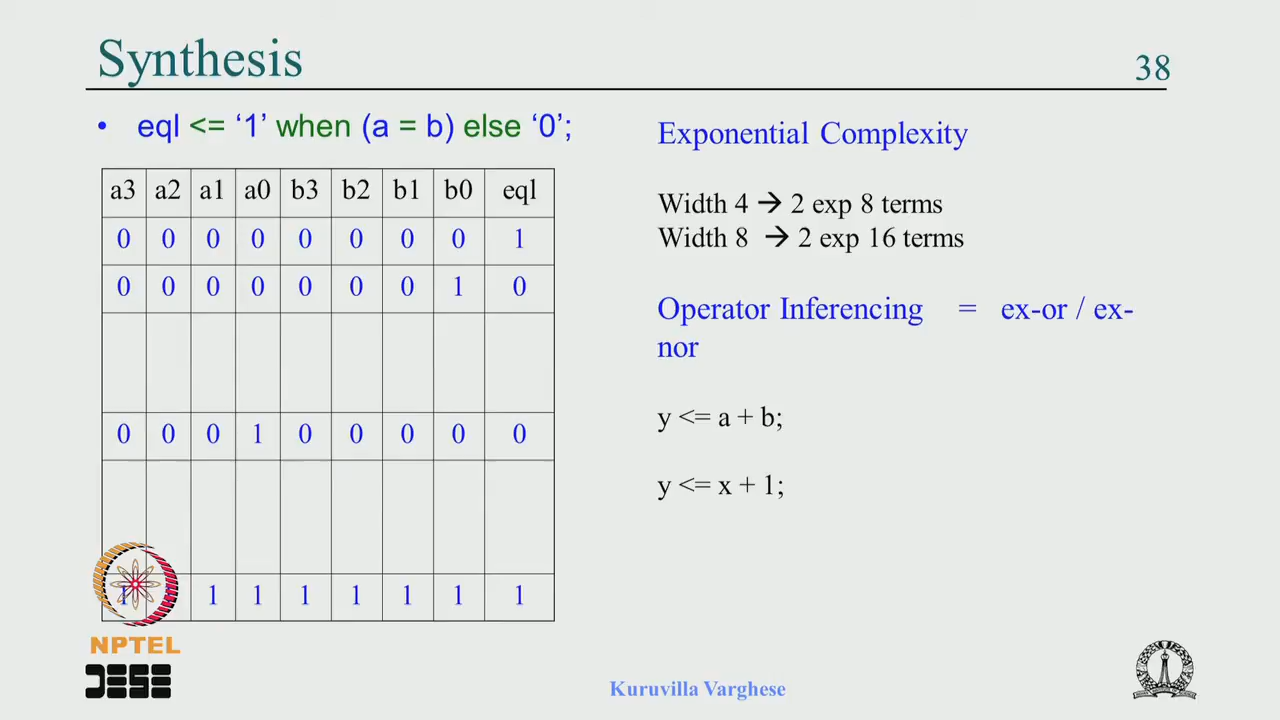 Synthesis
38
• eql <= ‘1’ when (a = b) else ‘0’;
a3 a2 a1 a0 b3 b2 b1 b0 eql
0 0 0 0 0 0 0 0 1
0 0 0 0 0 0 0 1 0
0 0 0 1 0 0 0 0 0
1 1 1 1 1 1 1 1
Exponential Complexity
Width 4 → 2 exp 8 terms
Width 8 → 2 exp 16 terms
Operator Inferencing = ex-or / ex-
nor
y <= a + b;
y <= x + 1;
NPTEL
DESE
Kuruvilla Varghese